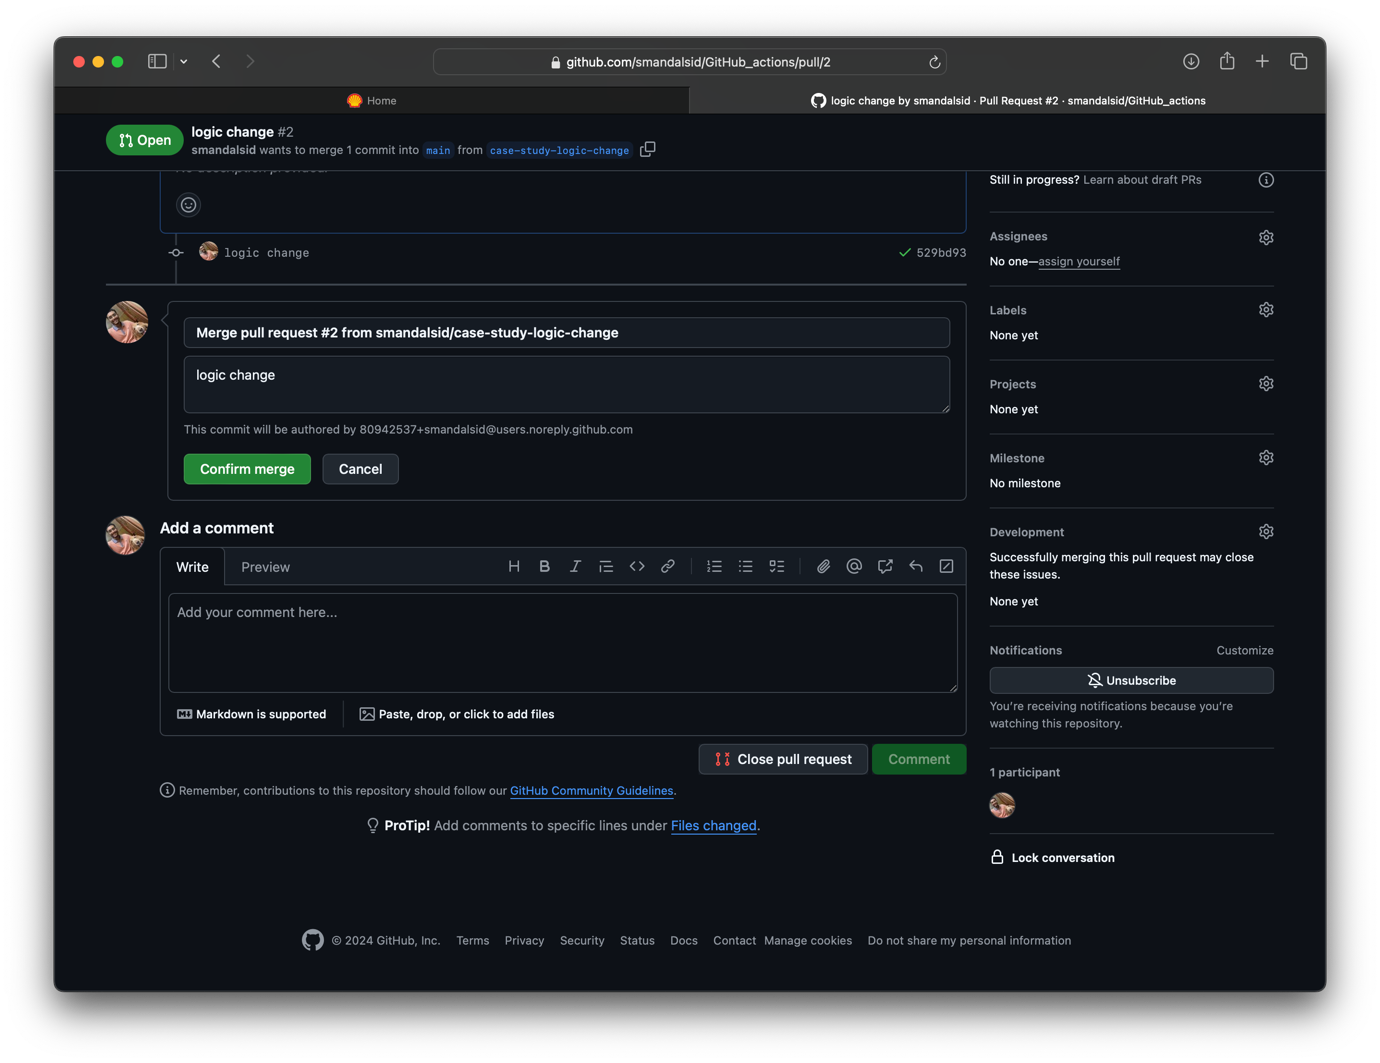 github.com/smandalsid/GitHub_actions/pull/2
Home
logic change by smandalsid · Pull Request #2 · smandalsid/GitHub_actions
Open
logic change #2
smandalsid wants to merge 1 commit into main from case-study-logic-change
No description provided.
logic change
529bd93
Merge pull request #2 from smandalsid/case-study-logic-change
logic change
This commit will be authored by 80942537+smandalsid@users.noreply.github.com
Confirm merge
Cancel
Add a comment
Write
Preview
Add your comment here...
Markdown is supported
Paste, drop, or click to add files
Close pull request
Comment
Remember, contributions to this repository should follow our GitHub Community Guidelines.
ProTip! Add comments to specific lines under Files changed.
Still in progress? Learn about draft PRs
Assignees
No one—assign yourself
Labels
None yet
Projects
None yet
Milestone
No milestone
Development
Successfully merging this pull request may close
these issues.
None yet
Notifications
Customize
Unsubscribe
You're receiving notifications because you're
watching this repository.
1 participant
Lock conversation
© 2024 GitHub, Inc.
Terms
Privacy
Security
Status
Docs
Contact
Manage cookies
Do not share my personal information